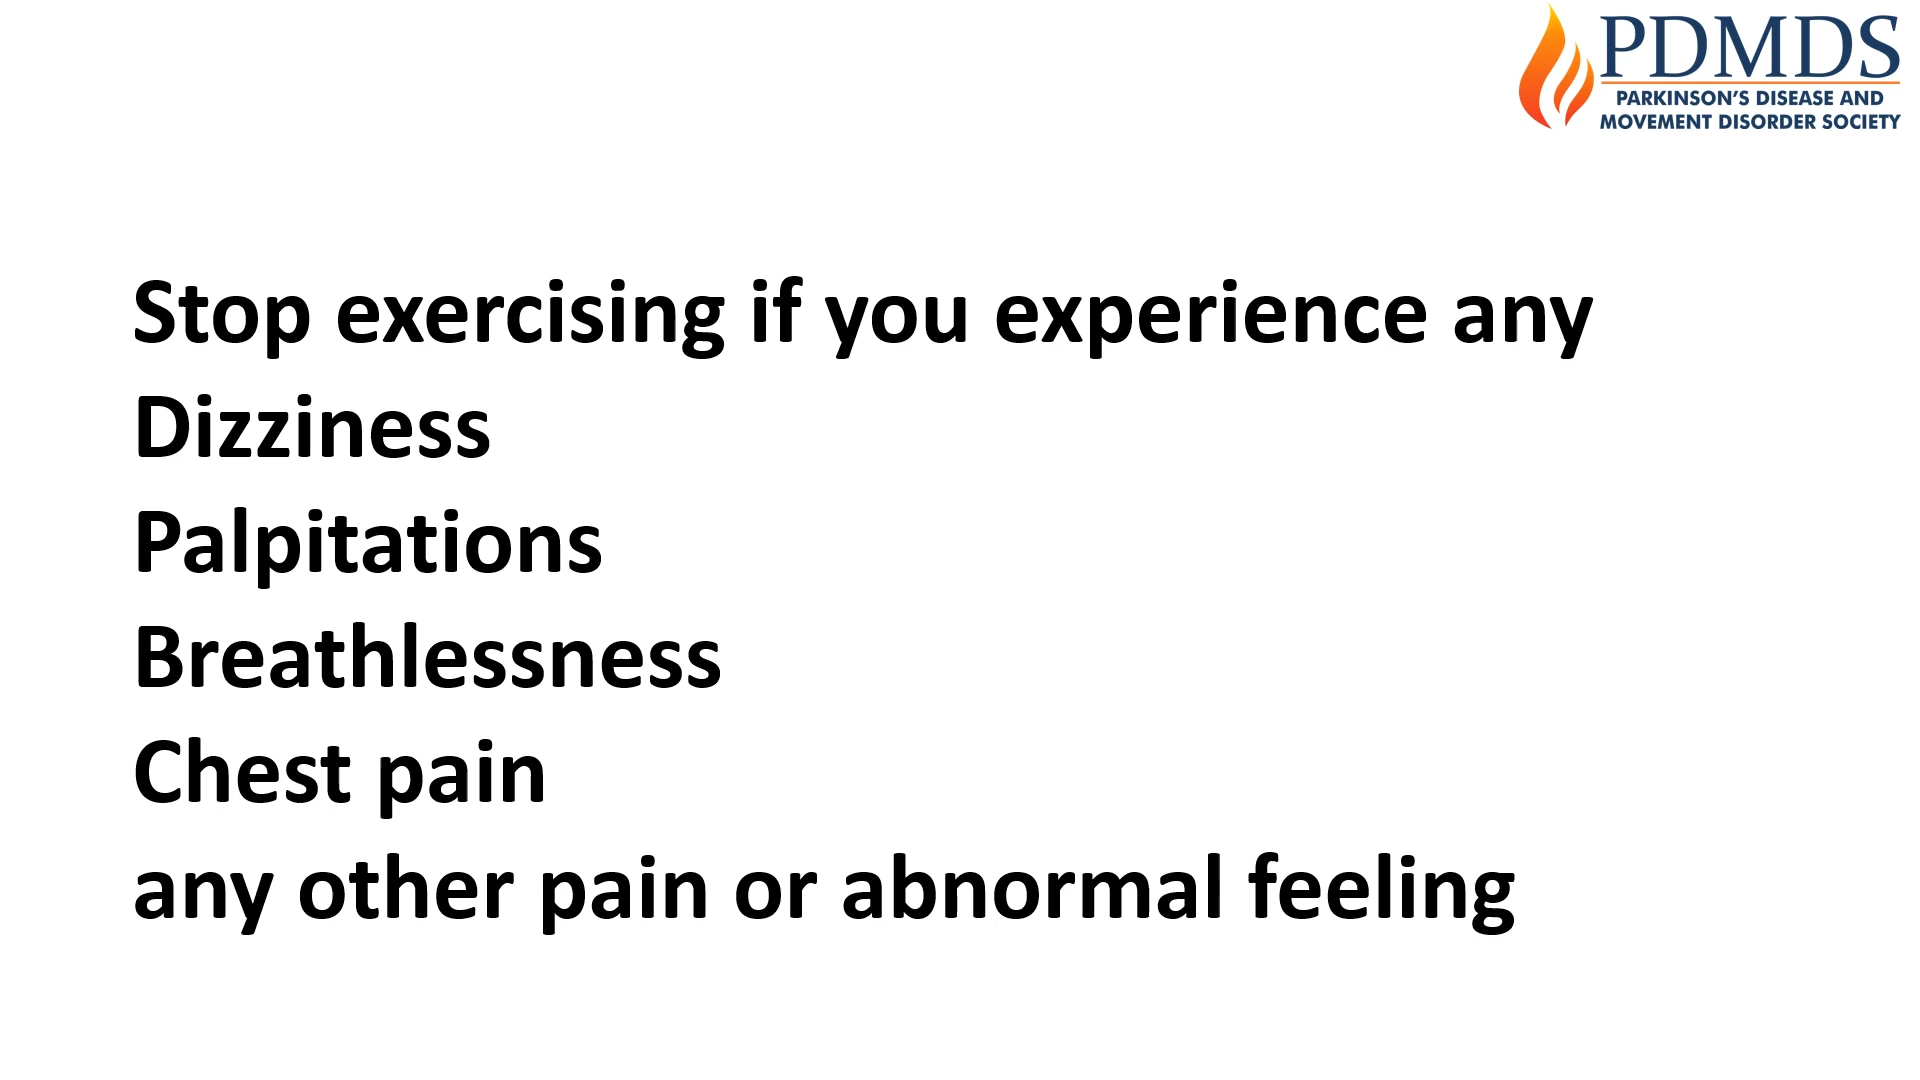 PDMDS
PARKINSON'S DISEASE AND
MOVEMENT DISORDER SOCIETY
Stop exercising if you experience any
Dizziness
Palpitations
Breathlessness
Chest pain
any other pain or abnormal feeling